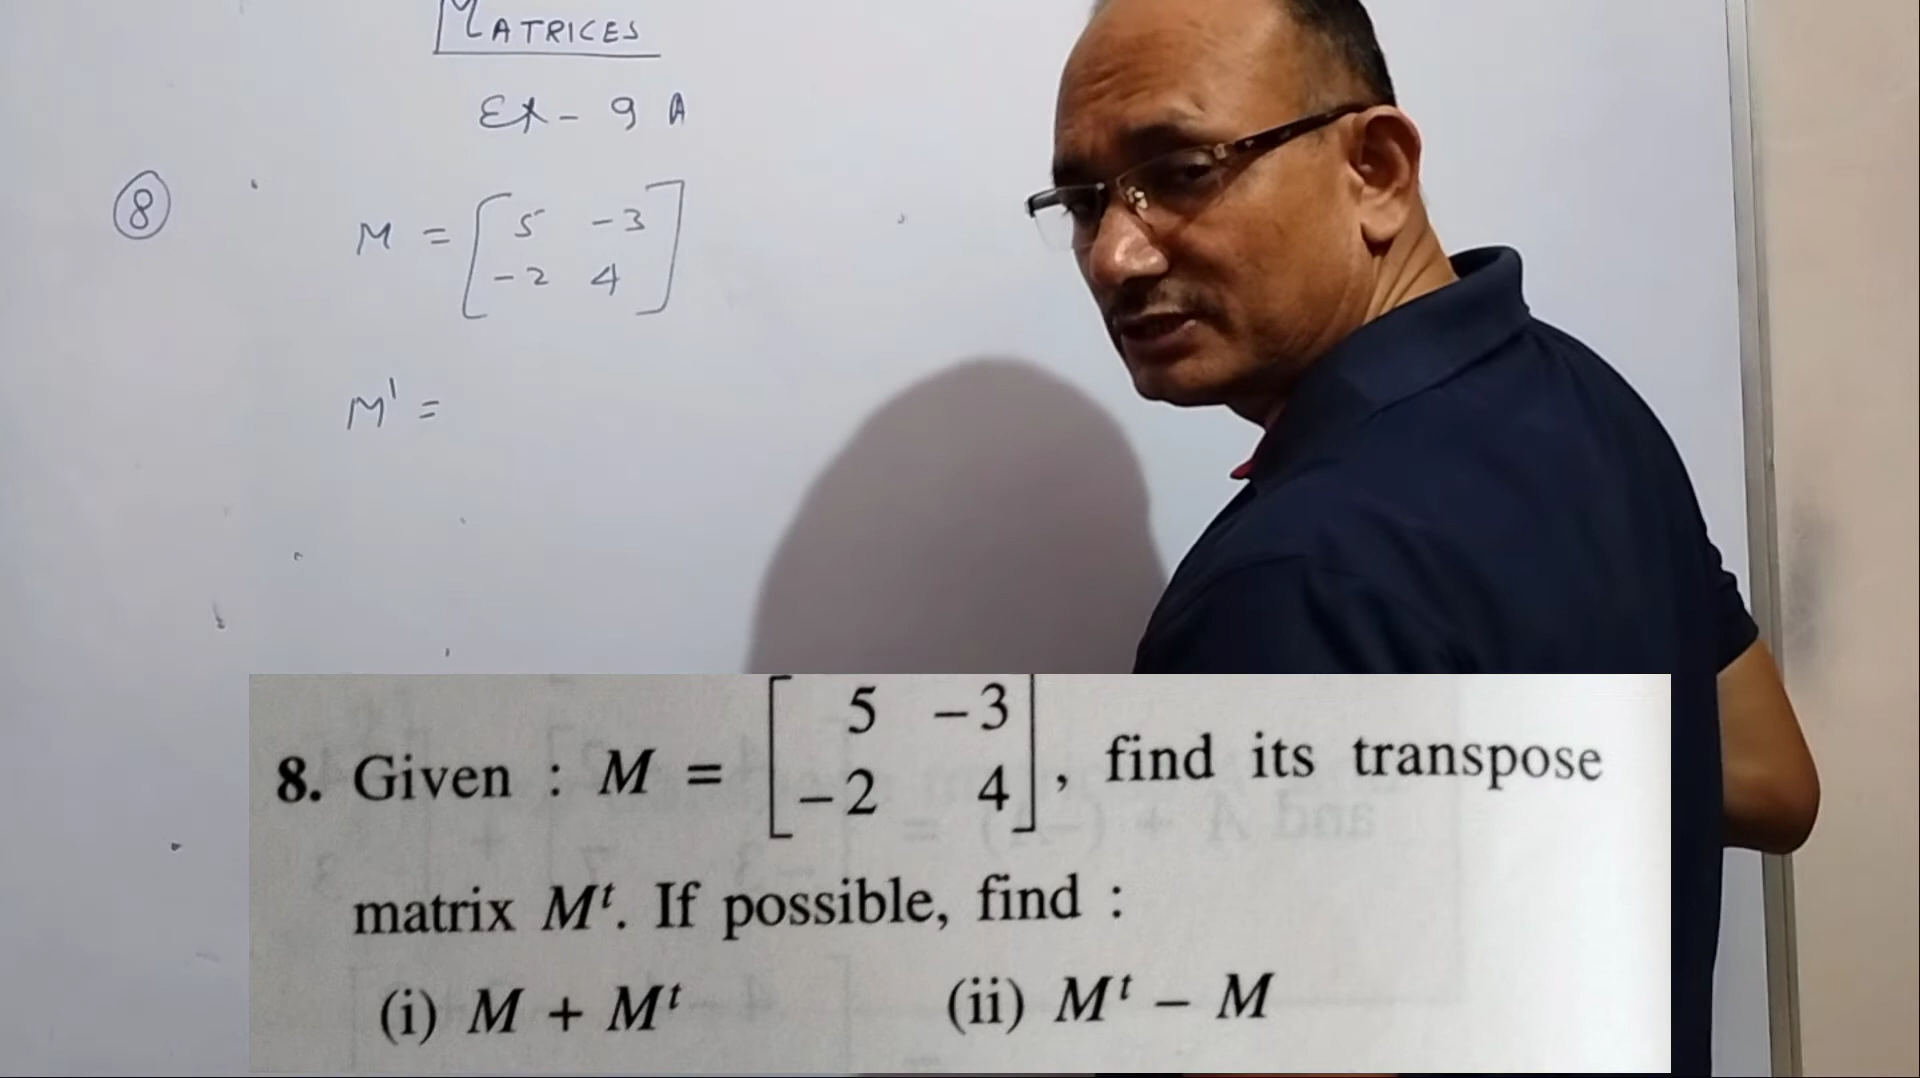 MATRICES
Ex - 9 A
8 M = [ 5 -3
-2 4 ]
M' =
8. Given : M = [ 5 -3
-2 4 ], find its transpose
matrix Mᵗ. If possible, find :
(i) M + Mᵗ (ii) Mᵗ – M